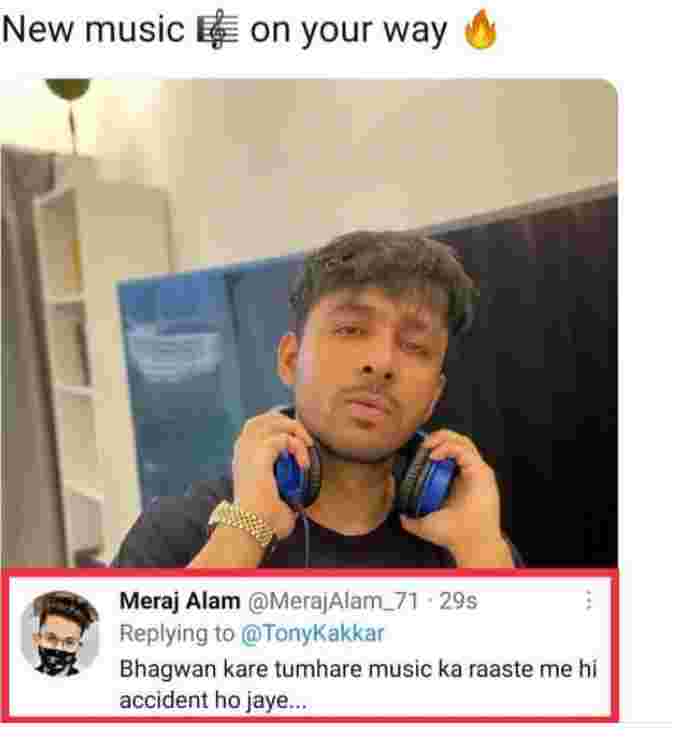 New music 🎼 on your way 🔥
Meraj Alam @MerajAlam_71 · 29s
Replying to @TonyKakkar
Bhagwan kare tumhare music ka raaste me hi
accident ho jaye...